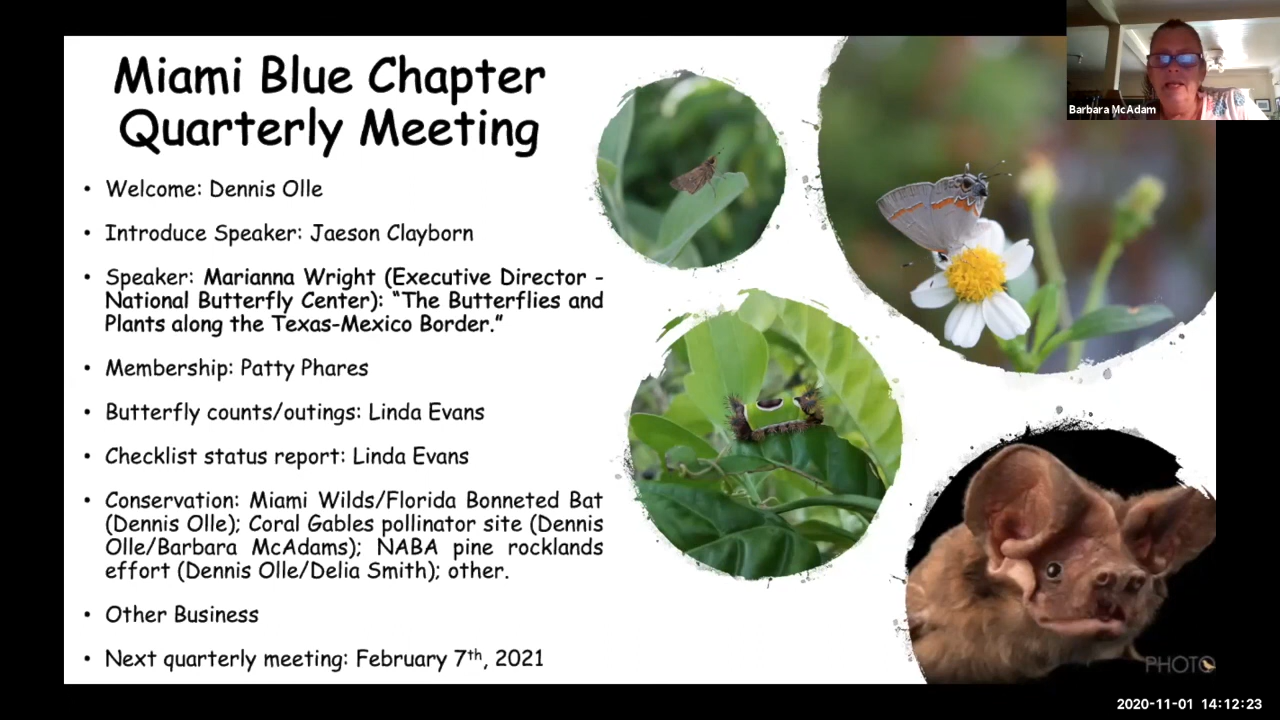 Miami Blue Chapter
Quarterly Meeting
• Welcome: Dennis Olle
• Introduce Speaker: Jaeson Clayborn
• Speaker: Marianna Wright (Executive Director -
National Butterfly Center): “The Butterflies and
Plants along the Texas-Mexico Border.”
• Membership: Patty Phares
• Butterfly counts/outings: Linda Evans
• Checklist status report: Linda Evans
• Conservation: Miami Wilds/Florida Bonneted Bat
(Dennis Olle); Coral Gables pollinator site (Dennis
Olle/Barbara McAdams); NABA pine rocklands
effort (Dennis Olle/Delia Smith); other.
• Other Business
• Next quarterly meeting: February 7th, 2021
Barbara McAdam
PHOTO
2020-11-01 14:12:23